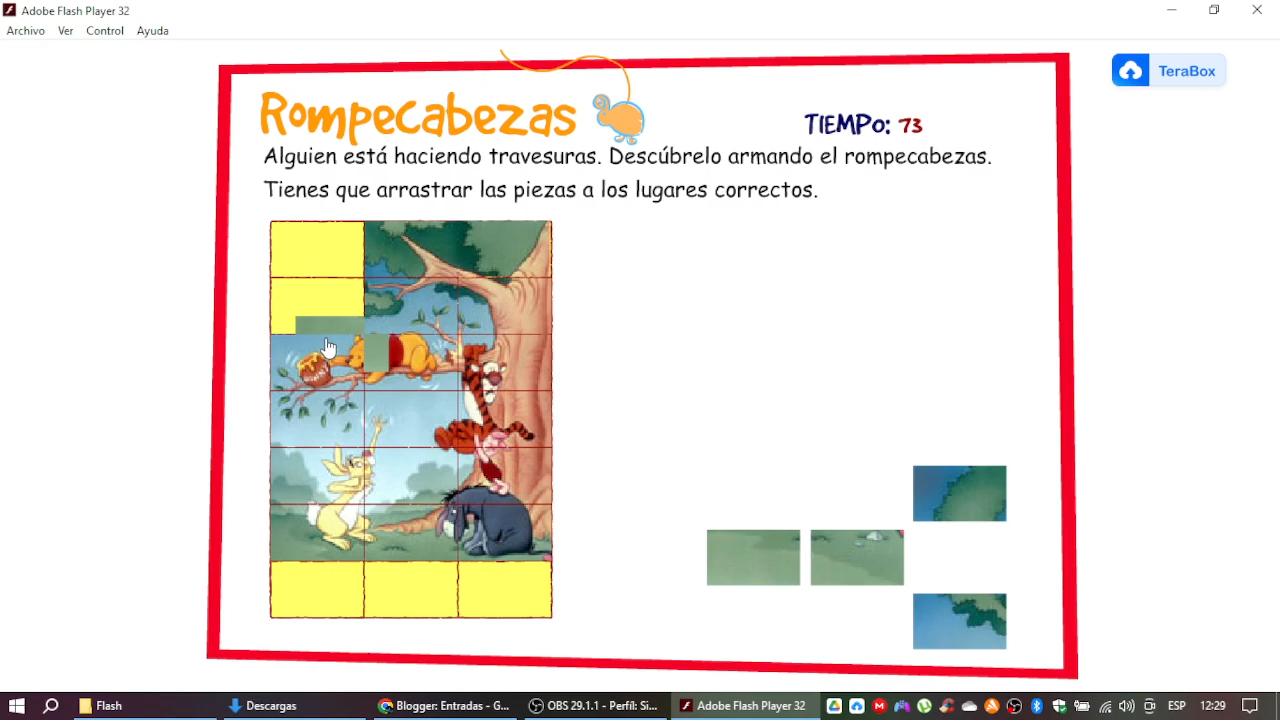 Adobe Flash Player 32
Archivo Ver Control Ayuda
TeraBox
Rompecabezas
TIEMPO: 73
Alguien está haciendo travesuras. Descúbrelo armando el rompecabezas.
Tienes que arrastrar las piezas a los lugares correctos.
Flash
Descargas
Blogger: Entradas - G...
OBS 29.1.1 - Perfil: Si...
Adobe Flash Player 32
ESP
12:29